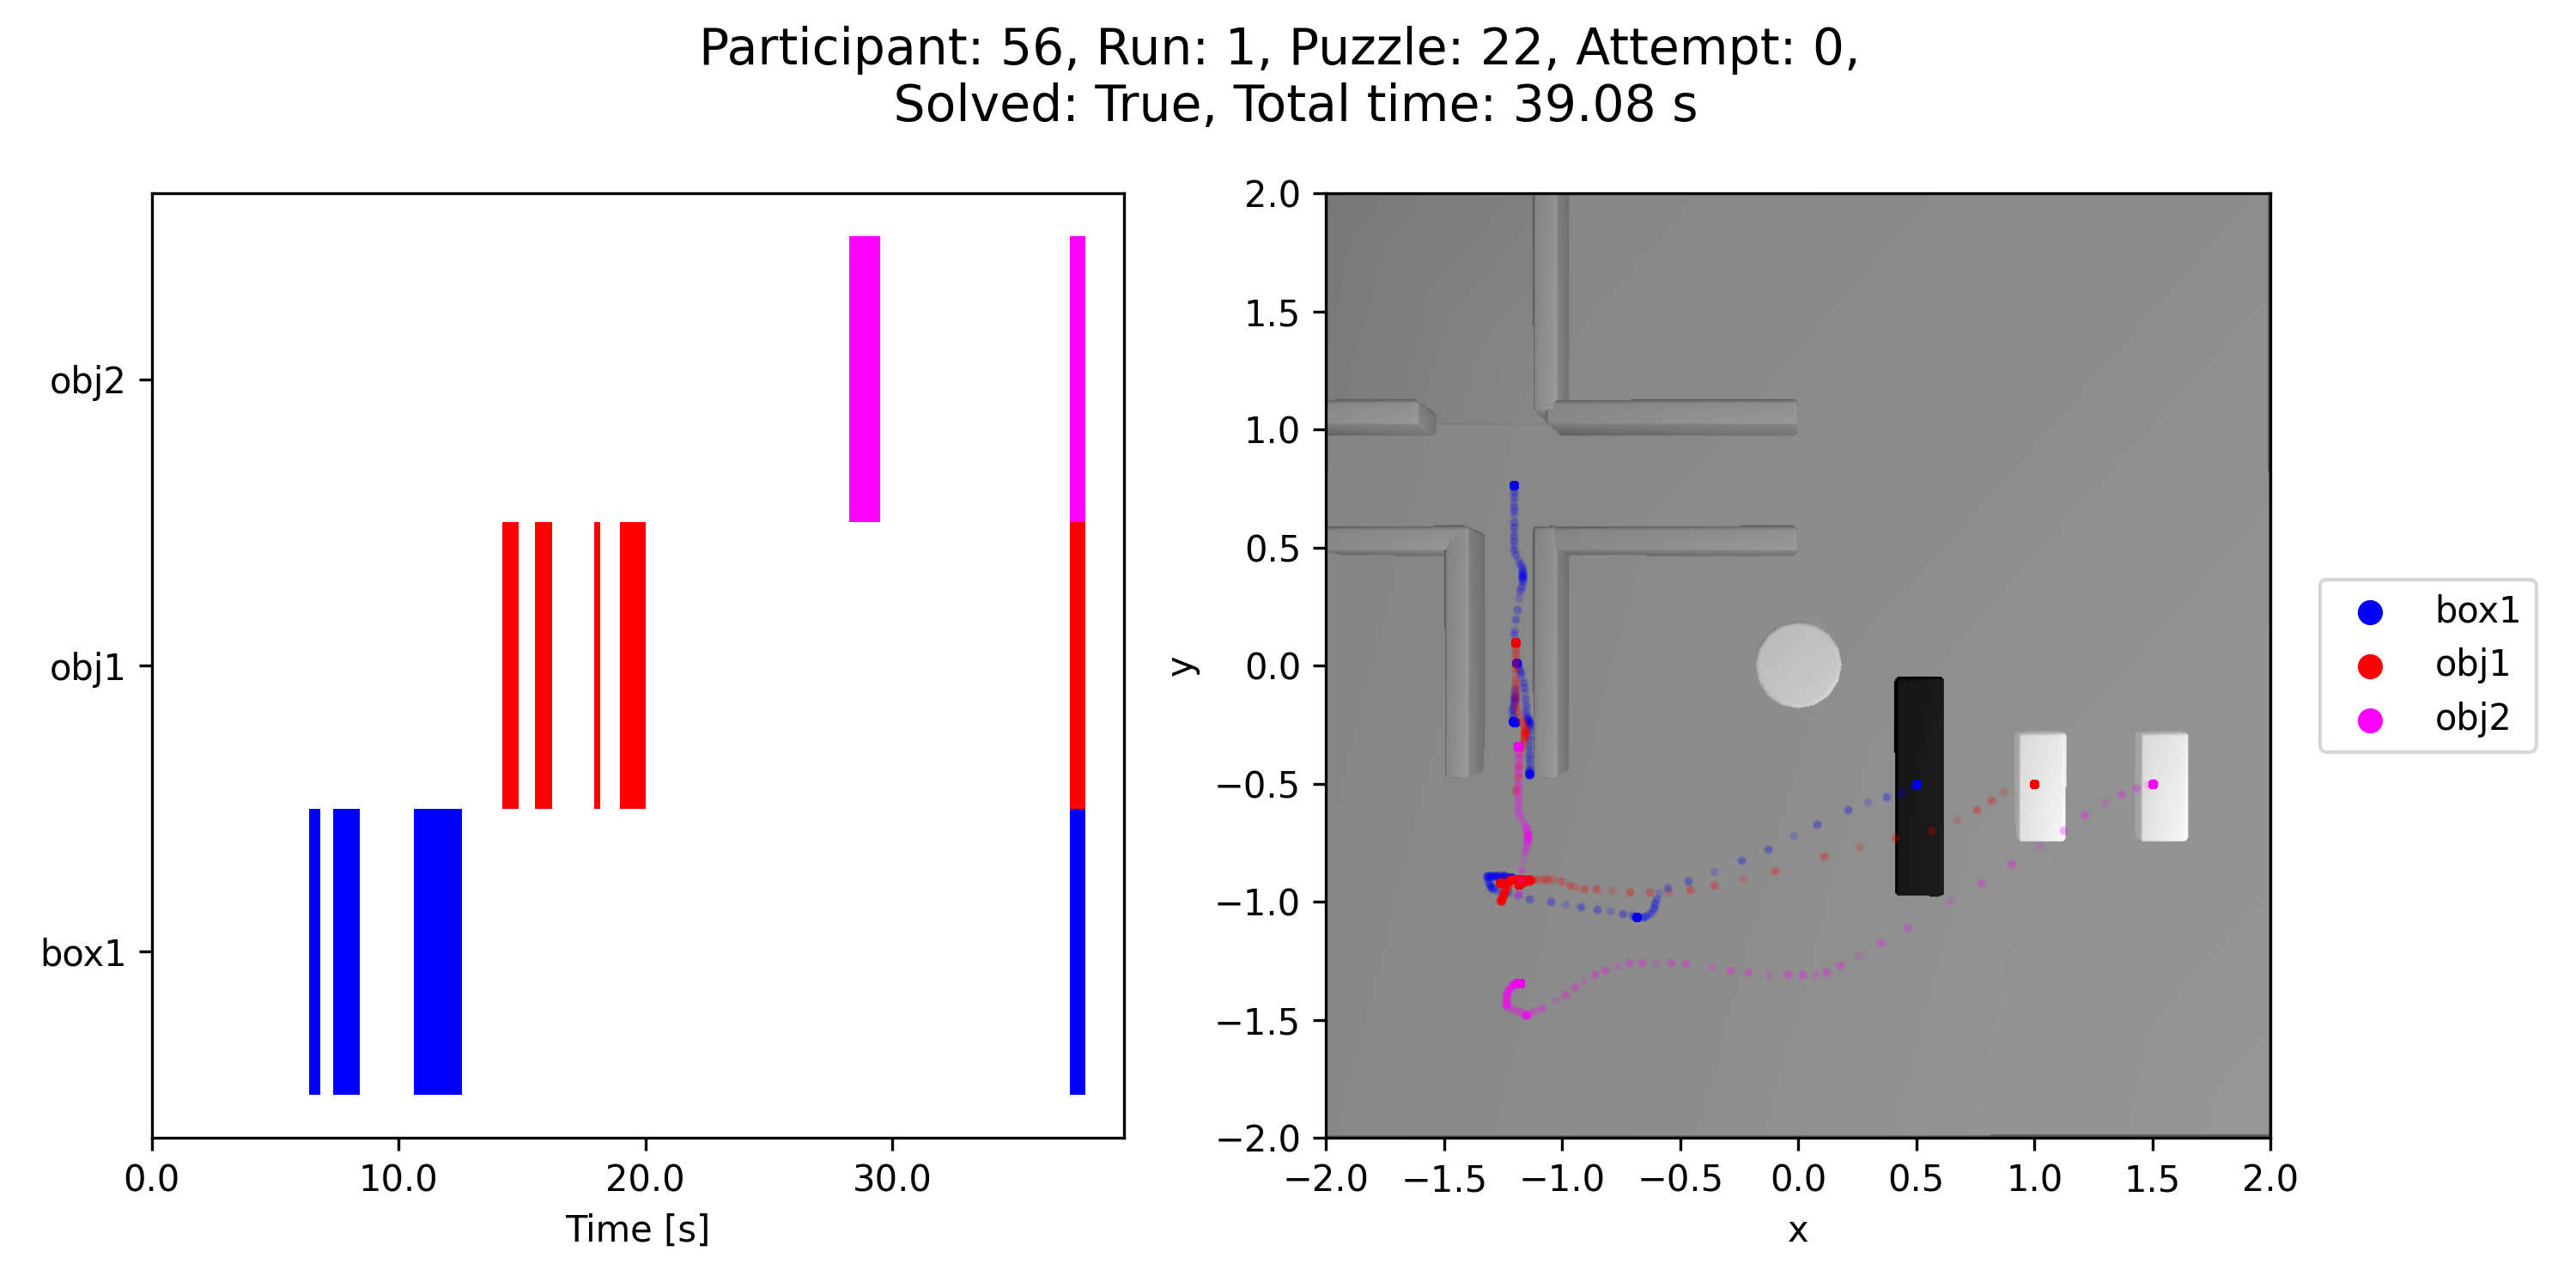 Participant: 56, Run: 1, Puzzle: 22, Attempt: 0,
Solved: True, Total time: 39.08 s
obj2
obj1
box1
0.0 10.0 20.0 30.0
Time [s]
2.0
1.5
1.0
0.5
0.0
−0.5
−1.0
−1.5
−2.0
y
−2.0 −1.5 −1.0 −0.5 0.0 0.5 1.0 1.5 2.0
x
box1
obj1
obj2